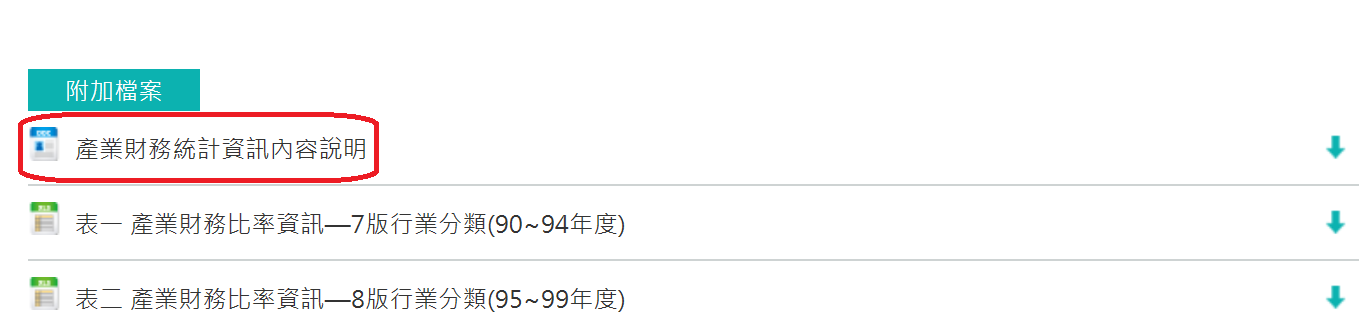 附加檔案
DOC
產業財務統計資訊內容說明
XLS
表一 產業財務比率資訊—7版行業分類(90~94年度)
XLS
表二 產業財務比率資訊—8版行業分類(95~99年度)